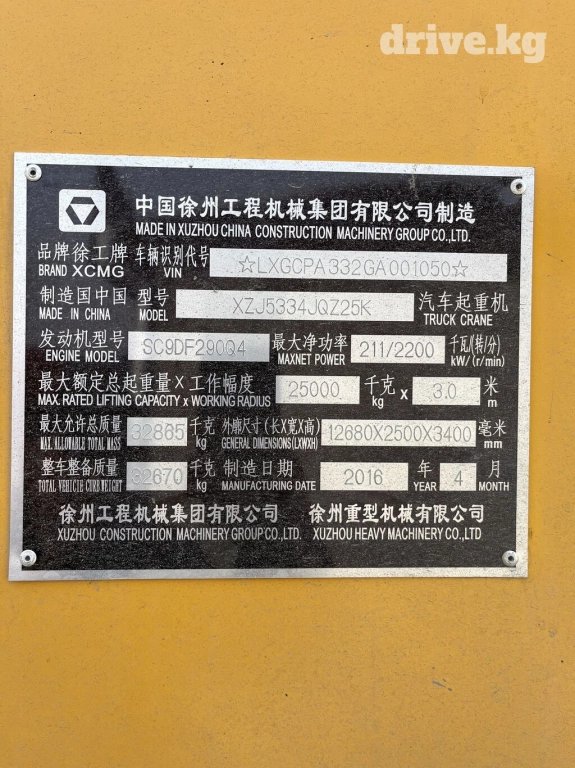 drive.kg
中国徐州工程机械集团有限公司制造
MADE IN XUZHOU CHINA CONSTRUCTION MACHINERY GROUP CO.,LTD.
品牌徐工牌 车辆识别代号 ☆LXGCPA332GA001050☆
BRAND XCMG VIN
制造国中国 型号 XZJ5334JQZ25K 汽车起重机
MADE IN CHINA MODEL TRUCK CRANE
发动机型号 SC9DF290Q4 最大净功率 211/2200 千瓦(转/分)
ENGINE MODEL MAXNET POWER kW/(r/min)
最大额定总起重量×工作幅度 25000 千克 × 3.0 米
MAX. RATED LIFTING CAPACITY x WORKING RADIUS kg m
最大允许总质量 32865 千克 外廓尺寸(长X宽X高) 12680X2500X3400 毫米
MAX. ALLOWABLE TOTAL MASS kg GENERAL DIMENSIONS (LXWXH) mm
整车整备质量 32670 千克 制造日期 2016 年 4 月
TOTAL VEHICLE CURB WEIGHT kg MANUFACTURING DATE YEAR MONTH
徐州工程机械集团有限公司 徐州重型机械有限公司
XUZHOU CONSTRUCTION MACHINERY GROUP CO.,LTD. XUZHOU HEAVY MACHINERY CO.,LTD